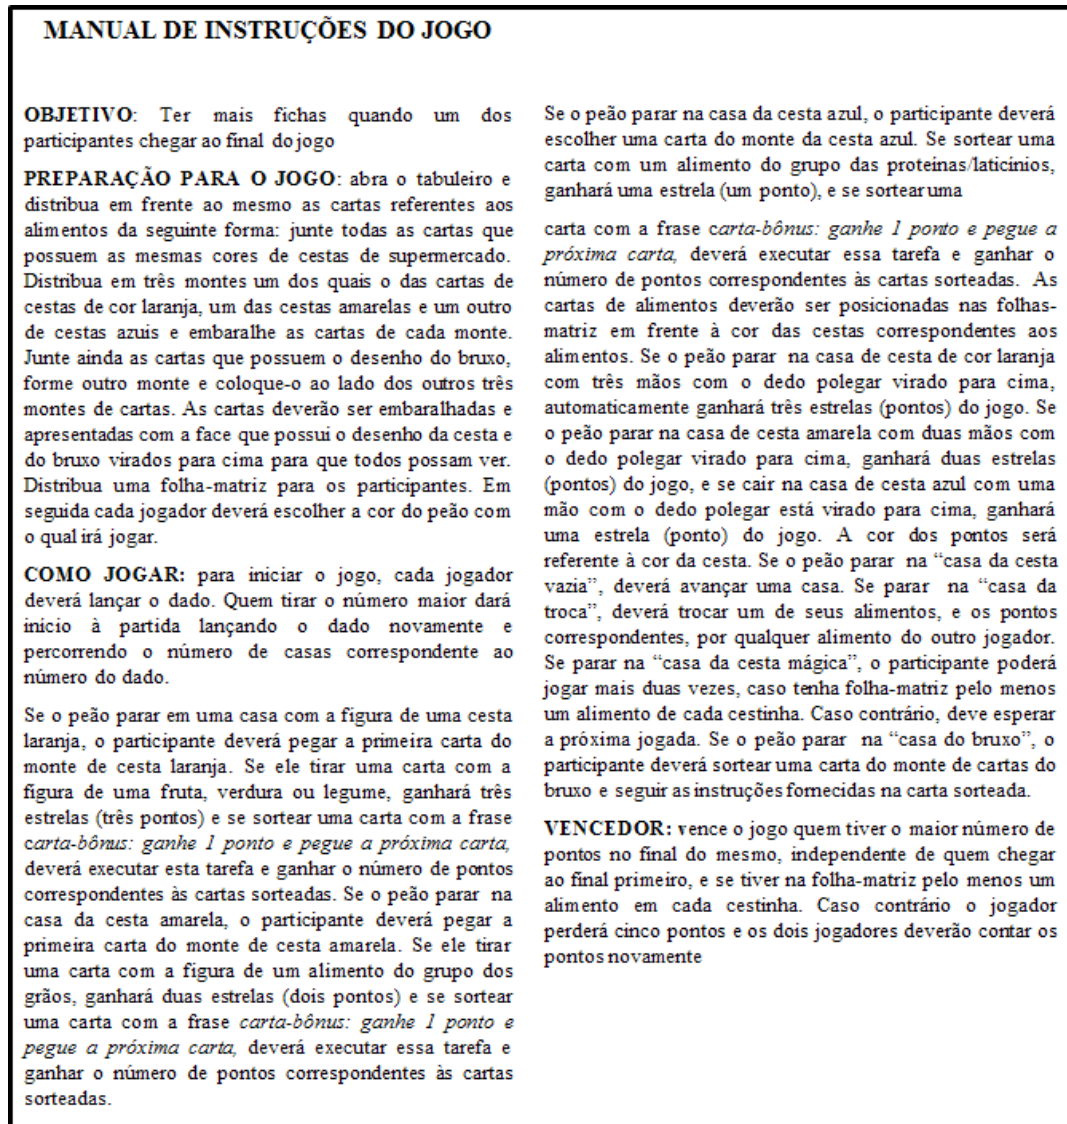 MANUAL DE INSTRUÇÕES DO JOGO
OBJETIVO: Ter mais fichas quando um dos
participantes chegar ao final do jogo
PREPARAÇÃO PARA O JOGO: abra o tabuleiro e
distribua em frente ao mesmo as cartas referentes aos
alimentos da seguinte forma: junte todas as cartas que
possuem as mesmas cores de cestas de supermercado.
Distribua em três montes um dos quais o das cartas de
cestas de cor laranja, um das cestas amarelas e um outro
de cestas azuis e embaralhe as cartas de cada monte.
Junte ainda as cartas que possuem o desenho do bruxo,
forme outro monte e coloque-o ao lado dos outros três
montes de cartas. As cartas deverão ser embaralhadas e
apresentadas com a face que possui o desenho da cesta e
do bruxo virados para cima para que todos possam ver.
Distribua uma folha-matriz para os participantes. Em
seguida cada jogador deverá escolher a cor do peão com
o qual irá jogar.
COMO JOGAR: para iniciar o jogo, cada jogador
deverá lançar o dado. Quem tirar o número maior dará
início à partida lançando o dado novamente e
percorrendo o número de casas correspondente ao
número do dado.
Se o peão parar em uma casa com a figura de uma cesta
laranja, o participante deverá pegar a primeira carta do
monte de cesta laranja. Se ele tirar uma carta com a
figura de uma fruta, verdura ou legume, ganhará três
estrelas (três pontos) e se sortear uma carta com a frase
carta-bônus: ganhe 1 ponto e pegue a próxima carta,
deverá executar esta tarefa e ganhar o número de pontos
correspondentes às cartas sorteadas. Se o peão parar na
casa da cesta amarela, o participante deverá pegar a
primeira carta do monte de cesta amarela. Se ele tirar
uma carta com a figura de um alimento do grupo dos
grãos, ganhará duas estrelas (dois pontos) e se sortear
uma carta com a frase carta-bônus: ganhe 1 ponto e
pegue a próxima carta, deverá executar essa tarefa e
ganhar o número de pontos correspondentes às cartas
sorteadas.
Se o peão parar na casa da cesta azul, o participante deverá
escolher uma carta do monte da cesta azul. Se sortear uma
carta com um alimento do grupo das proteínas/laticínios,
ganhará uma estrela (um ponto), e se sortear uma
carta com a frase carta-bônus: ganhe 1 ponto e pegue a
próxima carta, deverá executar essa tarefa e ganhar o
número de pontos correspondentes às cartas sorteadas. As
cartas de alimentos deverão ser posicionadas nas folhas-
matriz em frente à cor das cestas correspondentes aos
alimentos. Se o peão parar na casa de cesta de cor laranja
com três mãos com o dedo polegar virado para cima,
automaticamente ganhará três estrelas (pontos) do jogo. Se
o peão parar na casa de cesta amarela com duas mãos com
o dedo polegar virado para cima, ganhará duas estrelas
(pontos) do jogo, e se cair na casa de cesta azul com uma
mão com o dedo polegar está virado para cima, ganhará
uma estrela (ponto) do jogo. A cor dos pontos será
referente à cor da cesta. Se o peão parar na “casa da cesta
vazia”, deverá avançar uma casa. Se parar na “casa da
troca”, deverá trocar um de seus alimentos, e os pontos
correspondentes, por qualquer alimento do outro jogador.
Se parar na “casa da cesta mágica”, o participante poderá
jogar mais duas vezes, caso tenha folha-matriz pelo menos
um alimento de cada cestinha. Caso contrário, deve esperar
a próxima jogada. Se o peão parar na “casa do bruxo”, o
participante deverá sortear uma carta do monte de cartas do
bruxo e seguir as instruções fornecidas na carta sorteada.
VENCEDOR: vence o jogo quem tiver o maior número de
pontos no final do mesmo, independente de quem chegar
ao final primeiro, e se tiver na folha-matriz pelo menos um
alimento em cada cestinha. Caso contrário o jogador
perderá cinco pontos e os dois jogadores deverão contar os
pontos novamente